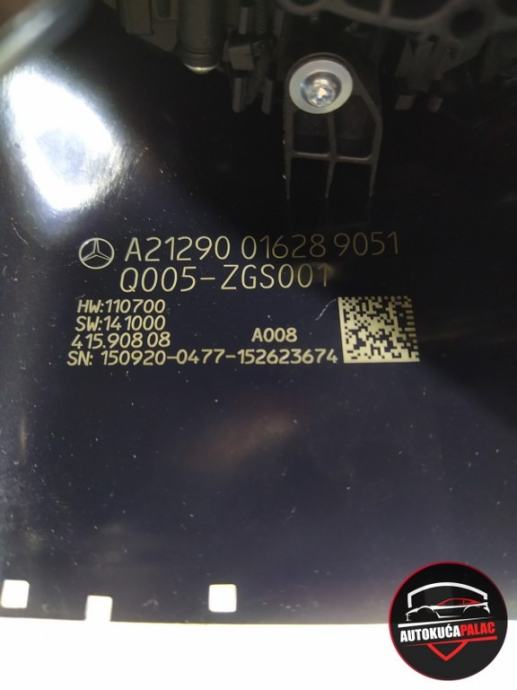 A21290 01628 9051
Q005-ZGS001
HW:110700
SW:141000
415.908 08 A008
SN: 150920-0477-152623674
AUTOKUĆAPALAC